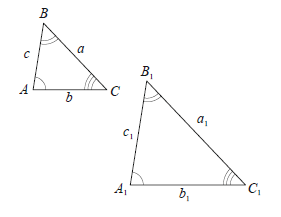 B
c a
A b C
B₁
c₁ a₁
A₁ b₁ C₁